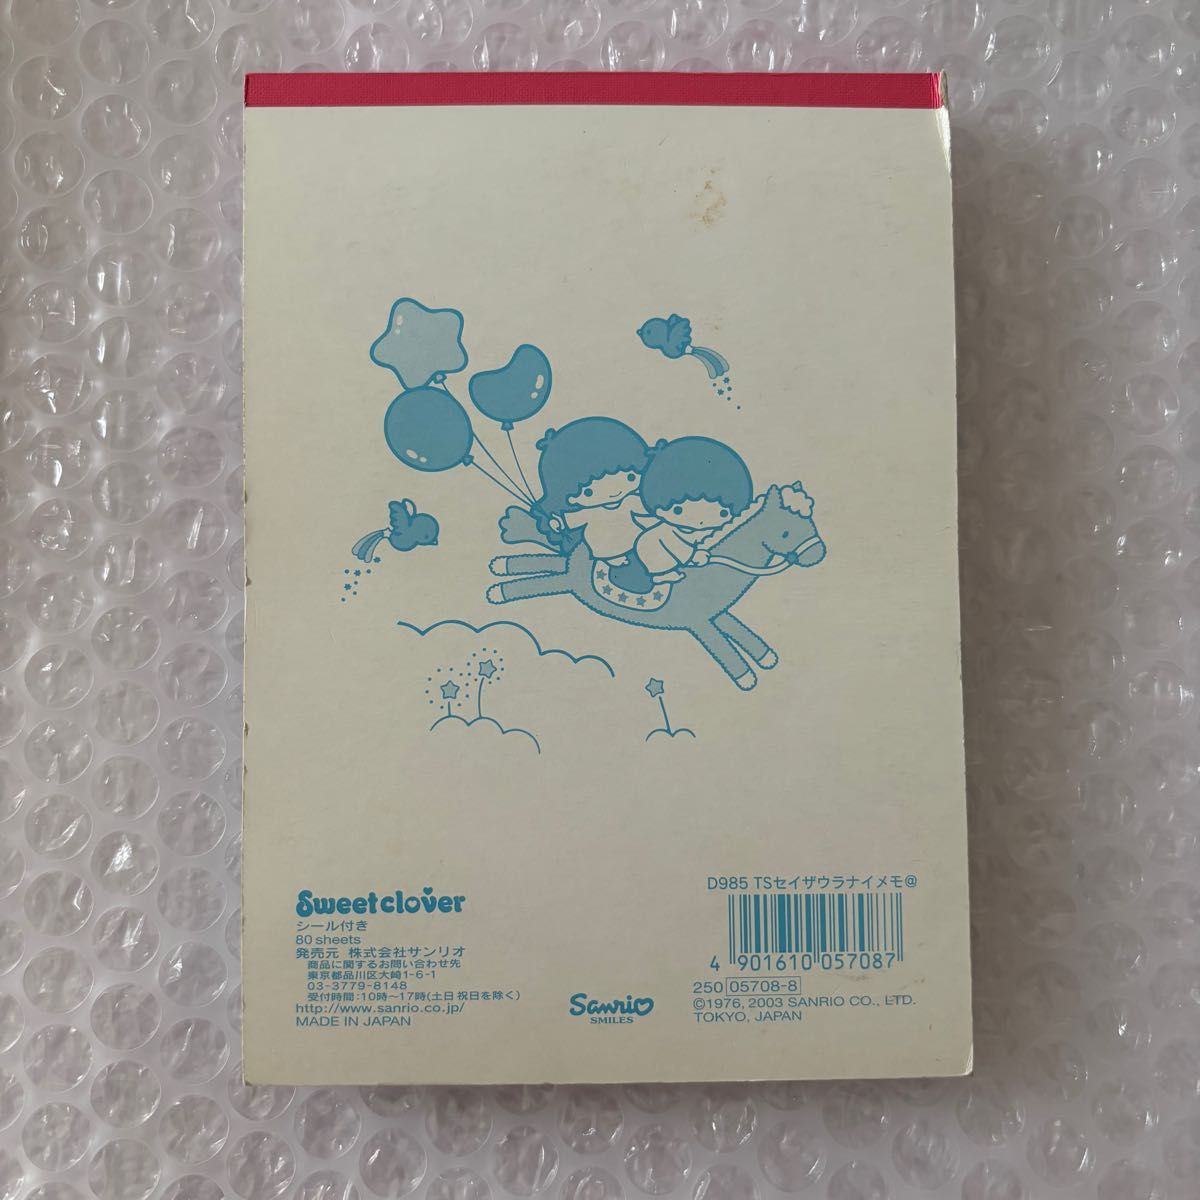 Sweet clover
シール付き
80 sheets
発売元 株式会社サンリオ
商品に関するお問い合わせ先
東京都品川区大崎1-6-1
03-3779-8148
受付時間:10時〜17時(土日祝日を除く)
http://www.sanrio.co.jp/
MADE IN JAPAN
Sanrio
SMILES
D985 TSセイザウラナイメモ@
4 901610 057087
250 05708-8
©1976, 2003 SANRIO CO., LTD.
TOKYO, JAPAN